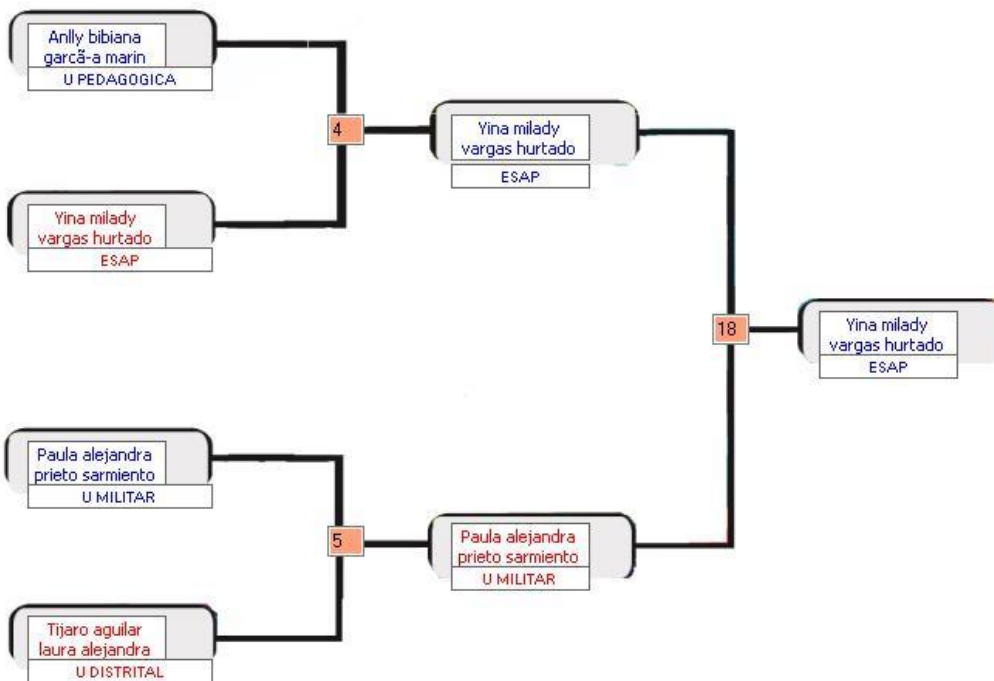 Anlly bibiana
garcã-a marin
U PEDAGOGICA
4
Yina milady
vargas hurtado
ESAP
Yina milady
vargas hurtado
ESAP
18
Yina milady
vargas hurtado
ESAP
Paula alejandra
prieto sarmiento
U MILITAR
5
Paula alejandra
prieto sarmiento
U MILITAR
Tijaro aguilar
laura alejandra
U DISTRITAL